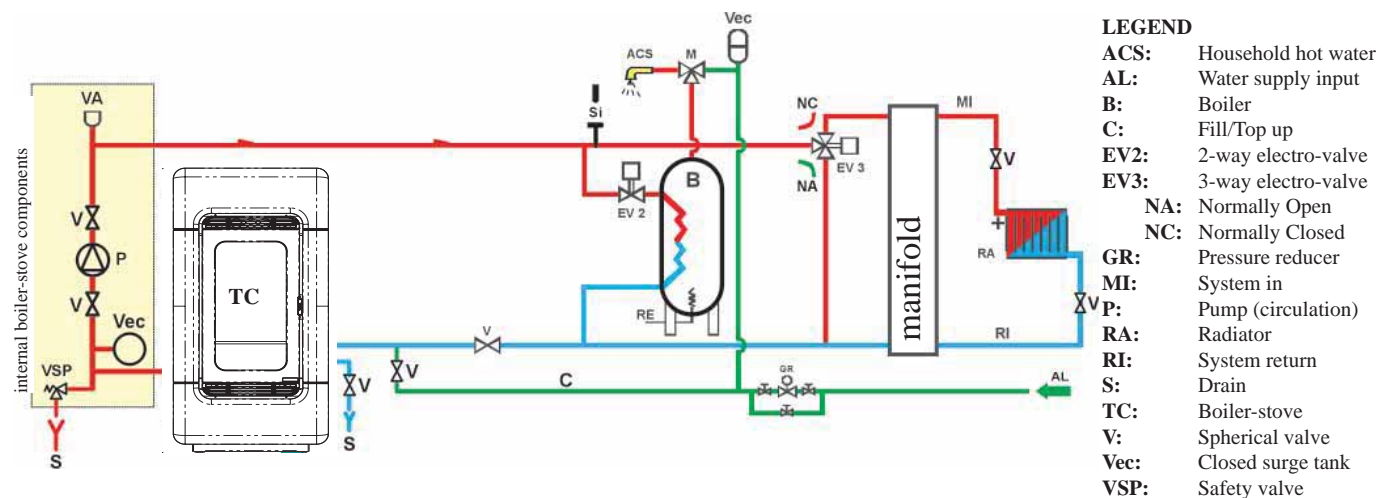 internal boiler-stove components
VA
V
P
V
Vec
VSP
S
TC
V
S
V
V
C
Si
EV 2
ACS
M
Vec
B
RE
NC
NA
EV 3
GR
AL
manifold
MI
V
RA
V
RI
LEGEND
ACS: Household hot water
AL: Water supply input
B: Boiler
C: Fill/Top up
EV2: 2-way electro-valve
EV3: 3-way electro-valve
NA: Normally Open
NC: Normally Closed
GR: Pressure reducer
MI: System in
P: Pump (circulation)
RA: Radiator
RI: System return
S: Drain
TC: Boiler-stove
V: Spherical valve
Vec: Closed surge tank
VSP: Safety valve